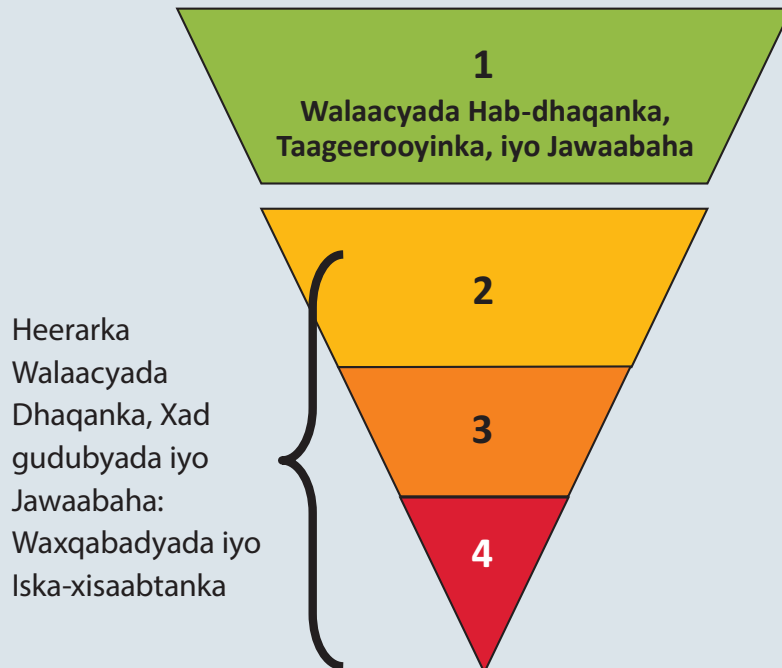 1
Walaacyada Hab-dhaqanka,
Taageerooyinka, iyo Jawaabaha
2
3
4
Heerarka
Walaacyada
Dhaqanka, Xad
gudubyada iyo
Jawaabaha:
Waxqabadyada iyo
Iska-xisaabtanka